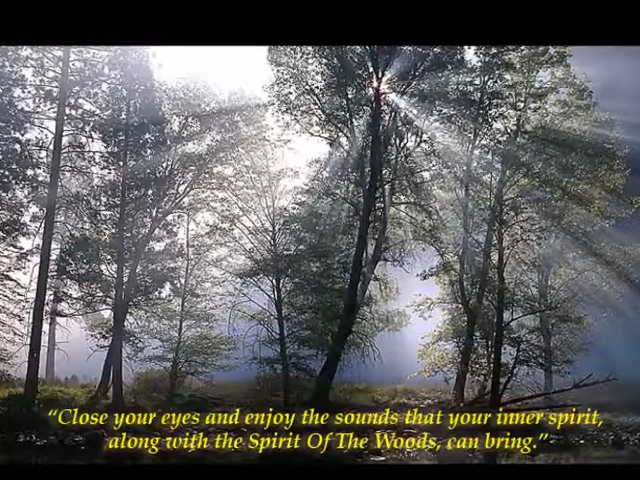 “Close your eyes and enjoy the sounds that your inner spirit,
along with the Spirit Of The Woods, can bring.”